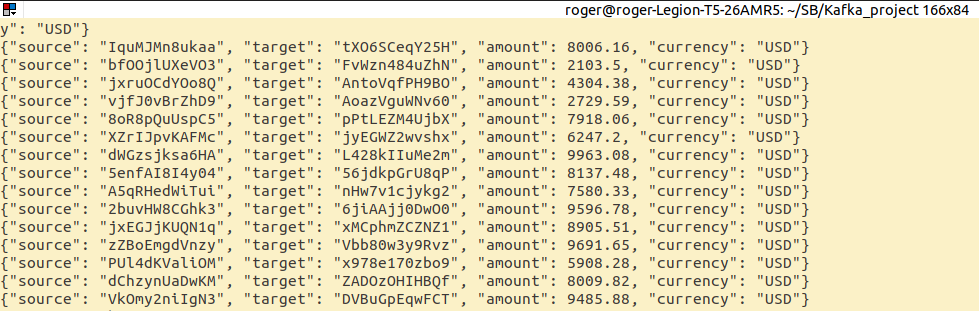 roger@roger-Legion-T5-26AMR5: ~/SB/Kafka_project 166x84
y": "USD"}
{"source": "IquMJMn8ukaa", "target": "tXO6SCeqY25H", "amount": 8006.16, "currency": "USD"}
{"source": "bfOOjlUXeVO3", "target": "FvWzn484uZhN", "amount": 2103.5, "currency": "USD"}
{"source": "jxruOCdYOo8Q", "target": "AntoVqfPH9BO", "amount": 4304.38, "currency": "USD"}
{"source": "vjfJ0vBrZhD9", "target": "AoazVguWNv60", "amount": 2729.59, "currency": "USD"}
{"source": "8oR8pQuUspC5", "target": "pPtLEZM4UjbX", "amount": 7918.06, "currency": "USD"}
{"source": "XZrIJpvKAFMc", "target": "jyEGWZ2wvshx", "amount": 6247.2, "currency": "USD"}
{"source": "dWGzsjksa6HA", "target": "L428kIIuMe2m", "amount": 9963.08, "currency": "USD"}
{"source": "5enfAI8I4y04", "target": "56jdkpGrU8qP", "amount": 8137.48, "currency": "USD"}
{"source": "A5qRHedWiTui", "target": "nHw7v1cjykg2", "amount": 7580.33, "currency": "USD"}
{"source": "2buvHW8CGhk3", "target": "6jiAAjj0DwO0", "amount": 9596.78, "currency": "USD"}
{"source": "jxEGJjKUQN1q", "target": "xMCphmZCZNZ1", "amount": 8905.51, "currency": "USD"}
{"source": "zZBoEmgdVnzy", "target": "Vbb80w3y9Rvz", "amount": 9691.65, "currency": "USD"}
{"source": "PUl4dKValiOM", "target": "x978e170zbo9", "amount": 5908.28, "currency": "USD"}
{"source": "dChzynUaDwKM", "target": "ZADOzOHIHBQf", "amount": 8009.82, "currency": "USD"}
{"source": "VkOmy2niIgN3", "target": "DVBuGpEqwFCT", "amount": 9485.88, "currency": "USD"}